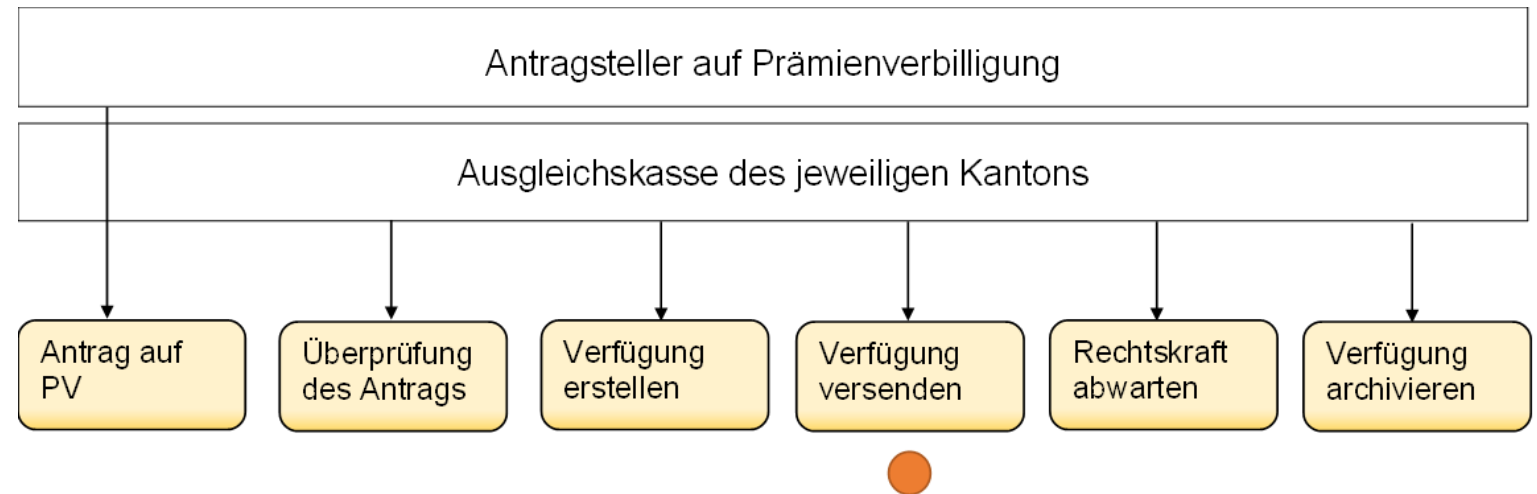 Antragsteller auf Prämienverbilligung
Ausgleichskasse des jeweiligen Kantons
Antrag auf
PV
Überprüfung
des Antrags
Verfügung
erstellen
Verfügung
versenden
Rechtskraft
abwarten
Verfügung
archivieren